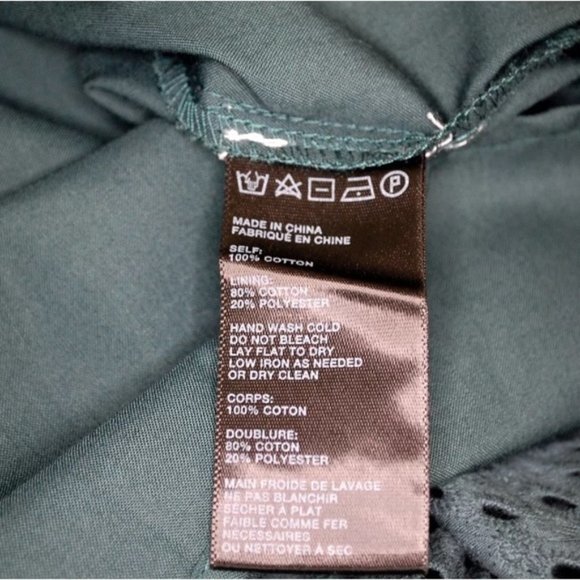 P
MADE IN CHINA
FABRIQUÉ EN CHINE
SELF:
100% COTTON
LINING:
80% COTTON
20% POLYESTER
HAND WASH COLD
DO NOT BLEACH
LAY FLAT TO DRY
LOW IRON AS NEEDED
OR DRY CLEAN
CORPS:
100% COTON
DOUBLURE:
80% COTON
20% POLYESTER
MAIN FROIDE DE LAVAGE
NE PAS BLANCHIR
SÉCHER À PLAT
FAIBLE COMME FER
NECESSAIRES
OU NETTOYER À SEC